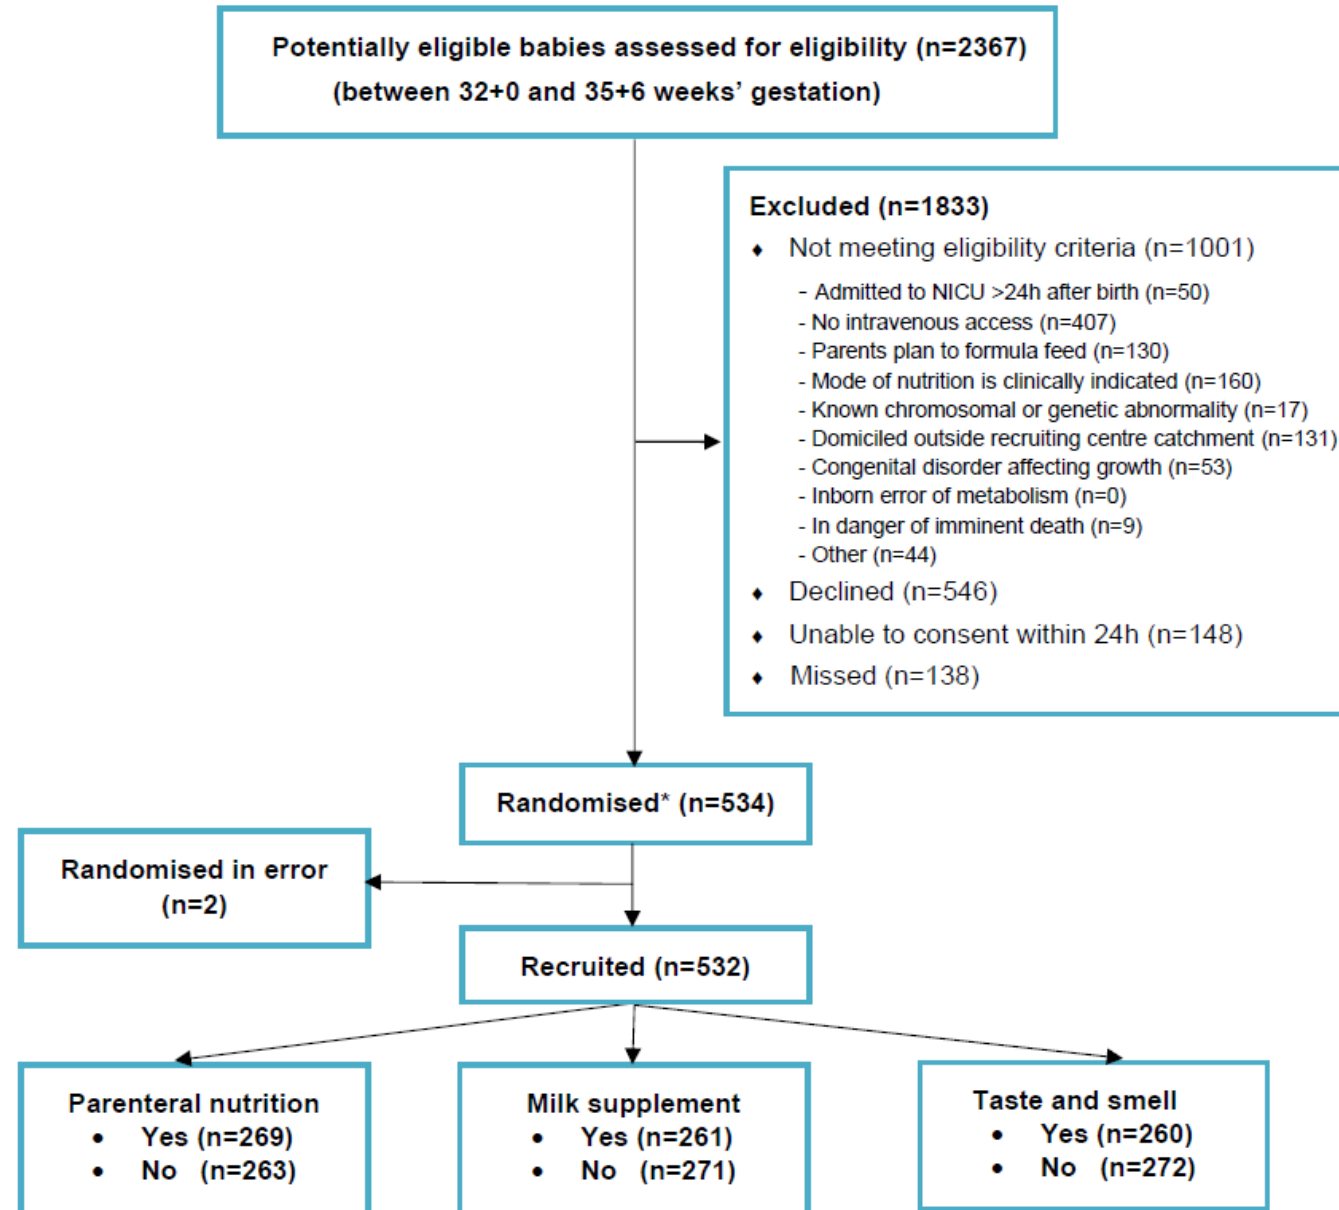 Potentially eligible babies assessed for eligibility (n=2367)
(between 32+0 and 35+6 weeks' gestation)
Excluded (n=1833)
⬧ Not meeting eligibility criteria (n=1001)
- Admitted to NICU >24h after birth (n=50)
- No intravenous access (n=407)
- Parents plan to formula feed (n=130)
- Mode of nutrition is clinically indicated (n=160)
- Known chromosomal or genetic abnormality (n=17)
- Domiciled outside recruiting centre catchment (n=131)
- Congenital disorder affecting growth (n=53)
- Inborn error of metabolism (n=0)
- In danger of imminent death (n=9)
- Other (n=44)
⬧ Declined (n=546)
⬧ Unable to consent within 24h (n=148)
⬧ Missed (n=138)
Randomised* (n=534)
Randomised in error
(n=2)
Recruited (n=532)
Parenteral nutrition
• Yes (n=269)
• No (n=263)
Milk supplement
• Yes (n=261)
• No (n=271)
Taste and smell
• Yes (n=260)
• No (n=272)